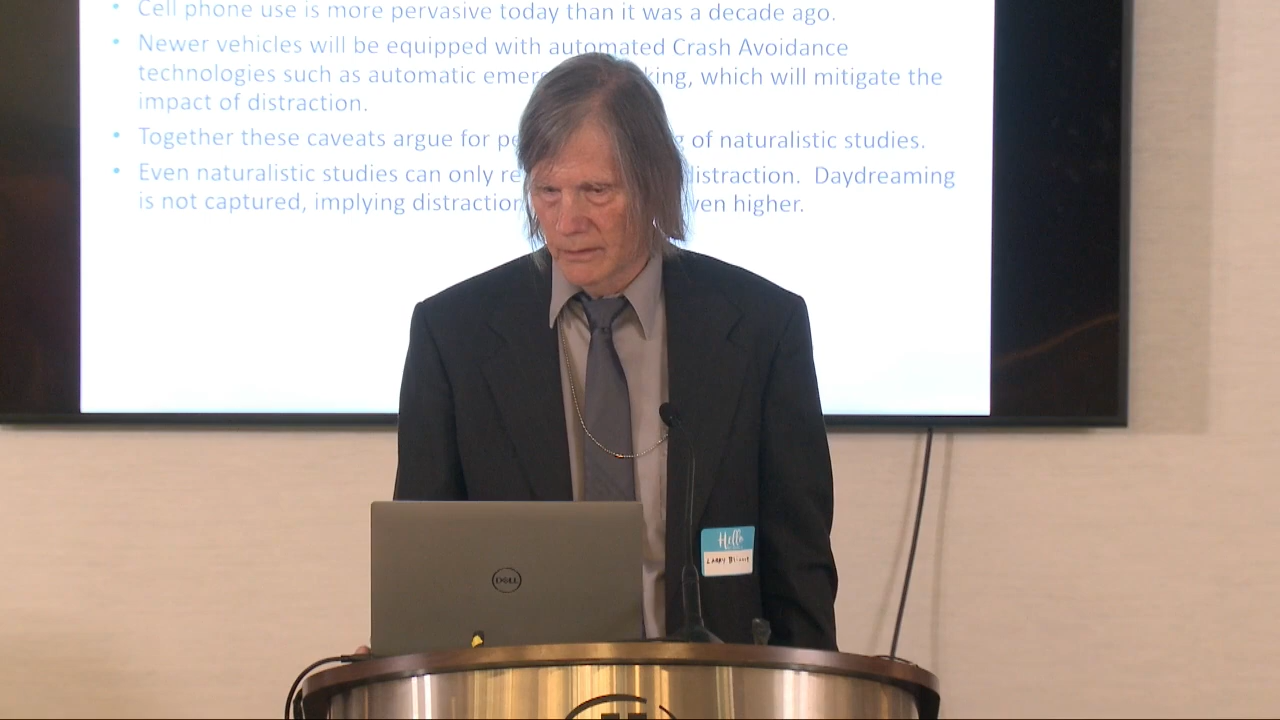 Cell phone use is more pervasive today than it was a decade ago.
Newer vehicles will be equipped with automated Crash Avoidance
technologies such as automatic emer king, which will mitigate the
impact of distraction.
Together these caveats argue for pe g of naturalistic studies.
Even naturalistic studies can only re distraction. Daydreaming
is not captured, implying distraction ven higher.
DELL
Hello
LARRY